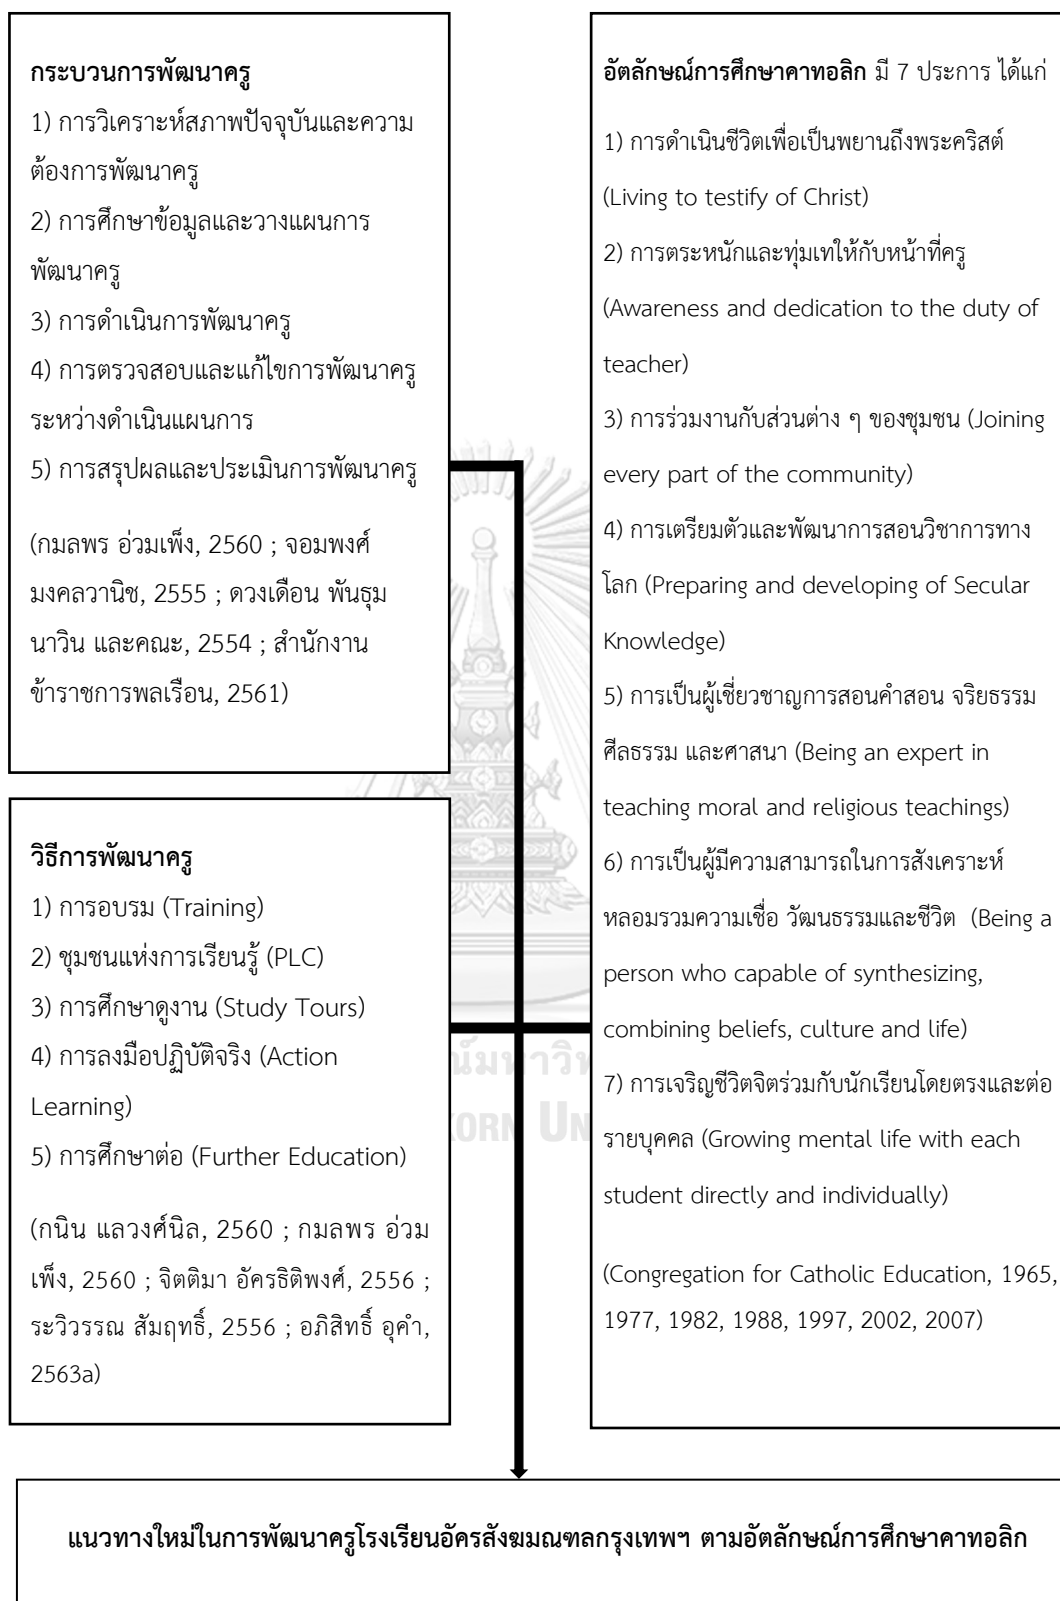 กระบวนการพัฒนาครู
1) การวิเคราะห์สภาพปัจจุบันและความ
ต้องการพัฒนาครู
2) การศึกษาข้อมูลและวางแผนการ
พัฒนาครู
3) การดำเนินการพัฒนาครู
4) การตรวจสอบและแก้ไขการพัฒนาครู
ระหว่างดำเนินแผนการ
5) การสรุปผลและประเมินการพัฒนาครู
(กมลพร อ่วมเพ็ง, 2560 ; จอมพงศ์
มงคลวานิช, 2555 ; ดวงเดือน พันธุม
นาวิน และคณะ, 2554 ; สำนักงาน
ข้าราชการพลเรือน, 2561)
วิธีการพัฒนาครู
1) การอบรม (Training)
2) ชุมชนแห่งการเรียนรู้ (PLC)
3) การศึกษาดูงาน (Study Tours)
4) การลงมือปฏิบัติจริง (Action
Learning)
5) การศึกษาต่อ (Further Education)
(กนิน แลวงศ์นิล, 2560 ; กมลพร อ่วม
เพ็ง, 2560 ; จิตติมา อัครธิติพงศ์, 2556 ;
ระวิวรรณ สัมฤทธิ์, 2556 ; อภิสิทธิ์ อุคำ,
2563a)
อัตลักษณ์การศึกษาคาทอลิก มี 7 ประการ ได้แก่
1) การดำเนินชีวิตเพื่อเป็นพยานถึงพระคริสต์
(Living to testify of Christ)
2) การตระหนักและทุ่มเทให้กับหน้าที่ครู
(Awareness and dedication to the duty of
teacher)
3) การร่วมงานกับส่วนต่าง ๆ ของชุมชน (Joining
every part of the community)
4) การเตรียมตัวและพัฒนาการสอนวิชาการทาง
โลก (Preparing and developing of Secular
Knowledge)
5) การเป็นผู้เชี่ยวชาญการสอนคำสอน จริยธรรม
ศีลธรรม และศาสนา (Being an expert in
teaching moral and religious teachings)
6) การเป็นผู้มีความสามารถในการสังเคราะห์
หลอมรวมความเชื่อ วัฒนธรรมและชีวิต (Being a
person who capable of synthesizing,
combining beliefs, culture and life)
7) การเจริญชีวิตจิตร่วมกับนักเรียนโดยตรงและต่อ
รายบุคคล (Growing mental life with each
student directly and individually)
(Congregation for Catholic Education, 1965,
1977, 1982, 1988, 1997, 2002, 2007)
แนวทางใหม่ในการพัฒนาครูโรงเรียนอัครสังฆมณฑลกรุงเทพฯ ตามอัตลักษณ์การศึกษาคาทอลิก